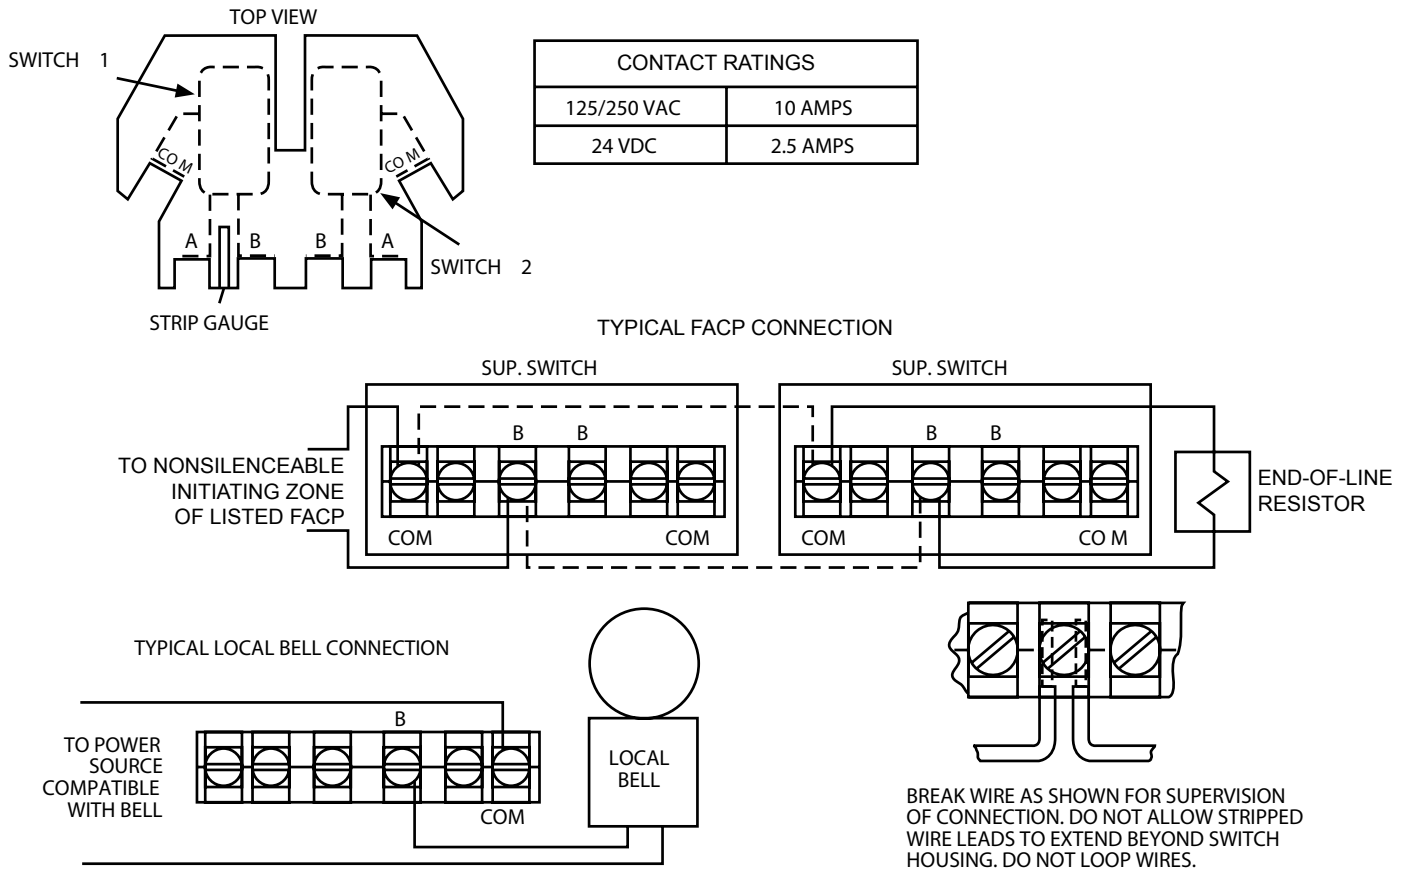 TOP VIEW
SWITCH 1
CONTACT RATINGS
125/250 VAC 10 AMPS
24 VDC 2.5 AMPS
COM
COM
A B B A
SWITCH 2
STRIP GAUGE
TYPICAL FACP CONNECTION
SUP. SWITCH
SUP. SWITCH
B B
B B
TO NONSILENCEABLE
INITIATING ZONE
OF LISTED FACP
COM COM
COM CO M
END-OF-LINE
RESISTOR
TYPICAL LOCAL BELL CONNECTION
B
TO POWER
SOURCE
COMPATIBLE
WITH BELL
COM
LOCAL
BELL
BREAK WIRE AS SHOWN FOR SUPERVISION
OF CONNECTION. DO NOT ALLOW STRIPPED
WIRE LEADS TO EXTEND BEYOND SWITCH
HOUSING. DO NOT LOOP WIRES.